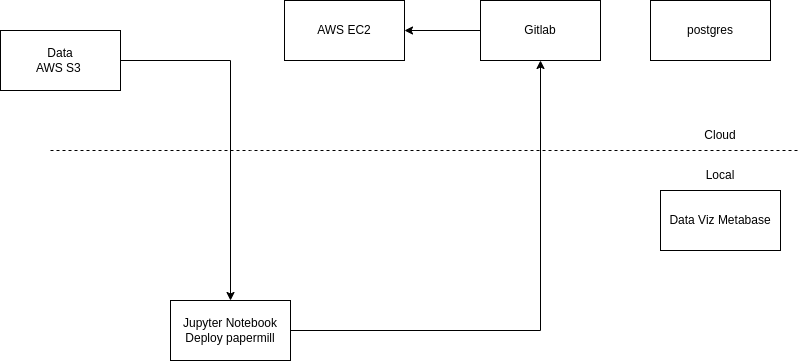 AWS EC2
Gitlab
postgres
Data
AWS S3
Cloud
Local
Data Viz Metabase
Jupyter Notebook
Deploy papermill